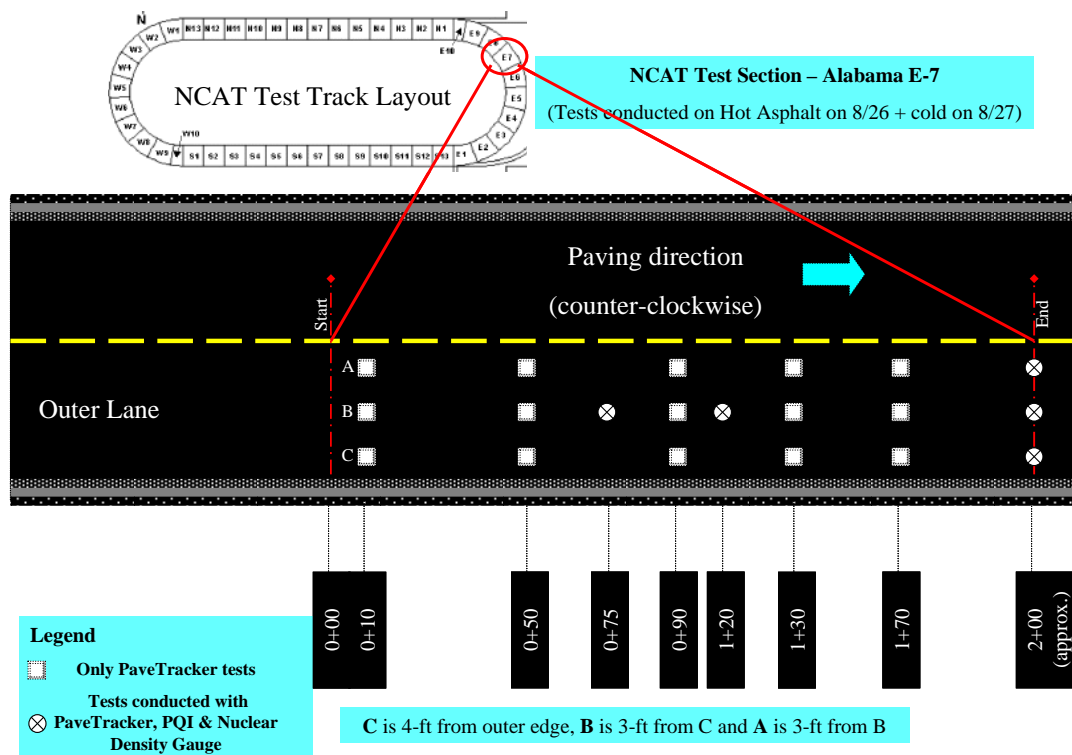 N
W1 N13 N12 N11 N10 N9 N8 N7 N6 N5 N4 N3 N2 N1 E9
W2
W3
E10
E8
W4
E7
W5
E6
W6
E5
W7
E4
W8
E3
W9
E2
W10
S1 S2 S3 S4 S5 S6 S7 S8 S9 S10 S11 S12 S13 E1
NCAT Test Track Layout
NCAT Test Section – Alabama E-7
(Tests conducted on Hot Asphalt on 8/26 + cold on 8/27)
Paving direction
(counter-clockwise)
Start
End
A
B
C
Outer Lane
0+00
0+10
0+50
0+75
0+90
1+20
1+30
1+70
2+00
(approx.)
Legend
Only PaveTracker tests
Tests conducted with
PaveTracker, PQI & Nuclear
Density Gauge
C is 4-ft from outer edge, B is 3-ft from C and A is 3-ft from B